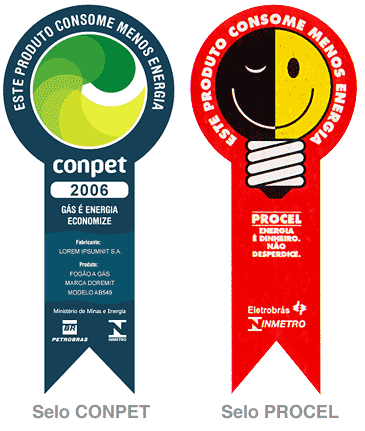 ESTE PRODUTO CONSOME MENOS ENERGIA
conpet
2006
GÁS É ENERGIA
ECONOMIZE
Fabricante:
LOREM IPSUMNIT S.A.
Produto:
FOGÃO A GÁS
MARCA DOREMIT
MODELO AB549
Ministério de Minas e Energia
BR
PETROBRAS
INMETRO
Selo CONPET
ESTE PRODUTO CONSOME MENOS ENERGIA
PROCEL
ENERGIA
É DINHEIRO.
NÃO
DESPERDICE.
Eletrobrás
INMETRO
Selo PROCEL